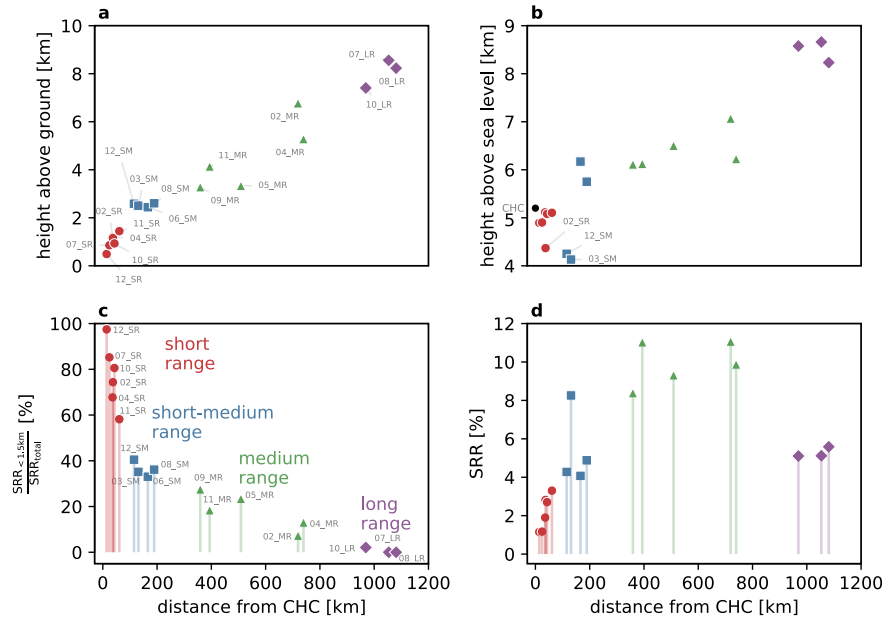 a
10
8
6
4
2
0
height above ground [km]
07_LR
08_LR
10_LR
02_MR
04_MR
11_MR
12_SM
03_SM
08_SM
05_MR
09_MR
06_SM
02_SR
11_SR
07_SR
04_SR
10_SR
12_SR
b
9
8
7
6
5
4
height above sea level [km]
CHC
02_SR
12_SM
03_SM
c
100
80
60
40
20
0
SRR<1.5km
SRRtotal
[%]
12_SR
short
range
07_SR
10_SR
02_SR
04_SR
11_SR
short-medium
range
12_SM
08_SM
03_SM
06_SM
medium
range
09_MR
11_MR
05_MR
long
range
04_MR
02_MR
07_LR
10_LR
08_LR
0 200 400 600 800 1000 1200
distance from CHC [km]
d
12
10
8
6
4
2
0
SRR [%]
0 200 400 600 800 1000 1200
distance from CHC [km]